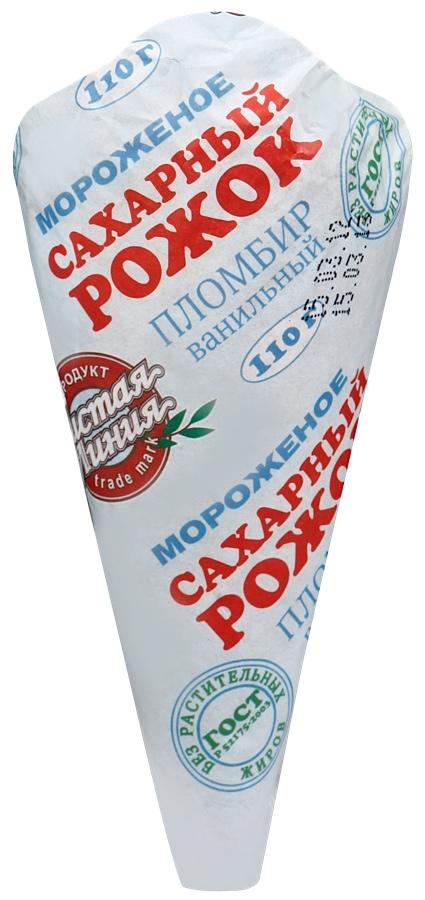 110 г
МОРОЖЕНОЕ
САХАРНЫЙ
РОЖОК
ПЛОМБИР
ванильный
110 г
БЕЗ РАСТИТЕЛЬНЫХ
ГОСТ
ЖИРОВ
ПРОДУКТ
Чистая
Линия
trade mark
МОРОЖЕНОЕ
САХАРНЫЙ
РОЖОК
ПЛО
БЕЗ РАСТИТЕЛЬНЫХ
ГОСТ
Р 52175-2003
ЖИРОВ